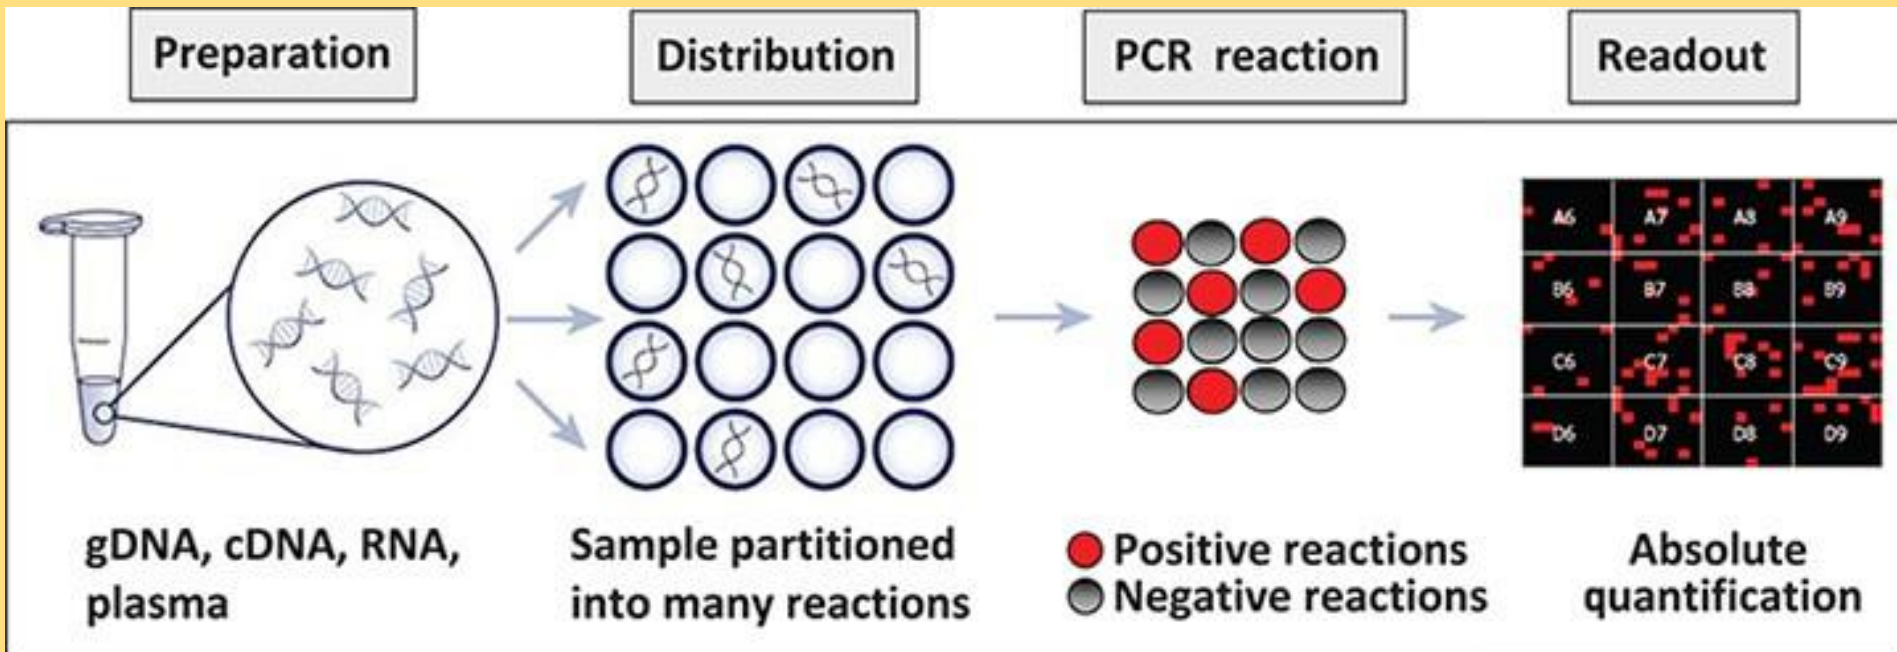 Preparation
Distribution
PCR reaction
Readout
A6 A7 A8 A9
B6 B7 B8 B9
C6 C7 C8 C9
D6 D7 D8 D9
gDNA, cDNA, RNA,
plasma
Sample partitioned
into many reactions
Positive reactions
Negative reactions
Absolute
quantification